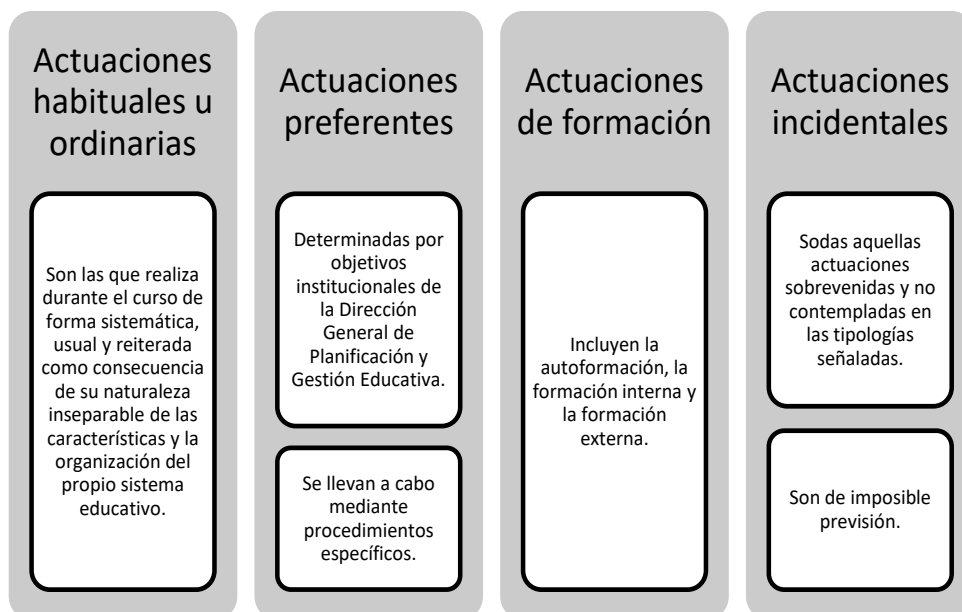 Actuaciones
habituales u
ordinarias
Son las que realiza
durante el curso de
forma sistemática,
usual y reiterada
como consecuencia
de su naturaleza
inseparable de las
características y la
organización del
propio sistema
educativo.
Actuaciones
preferentes
Determinadas por
objetivos
institucionales de
la Dirección
General de
Planificación y
Gestión Educativa.
Se llevan a cabo
mediante
procedimientos
específicos.
Actuaciones
de formación
Incluyen la
autoformación, la
formación interna y
la formación
externa.
Actuaciones
incidentales
Sodas aquellas
actuaciones
sobrevenidas y no
contempladas en
las tipologías
señaladas.
Son de imposible
previsión.